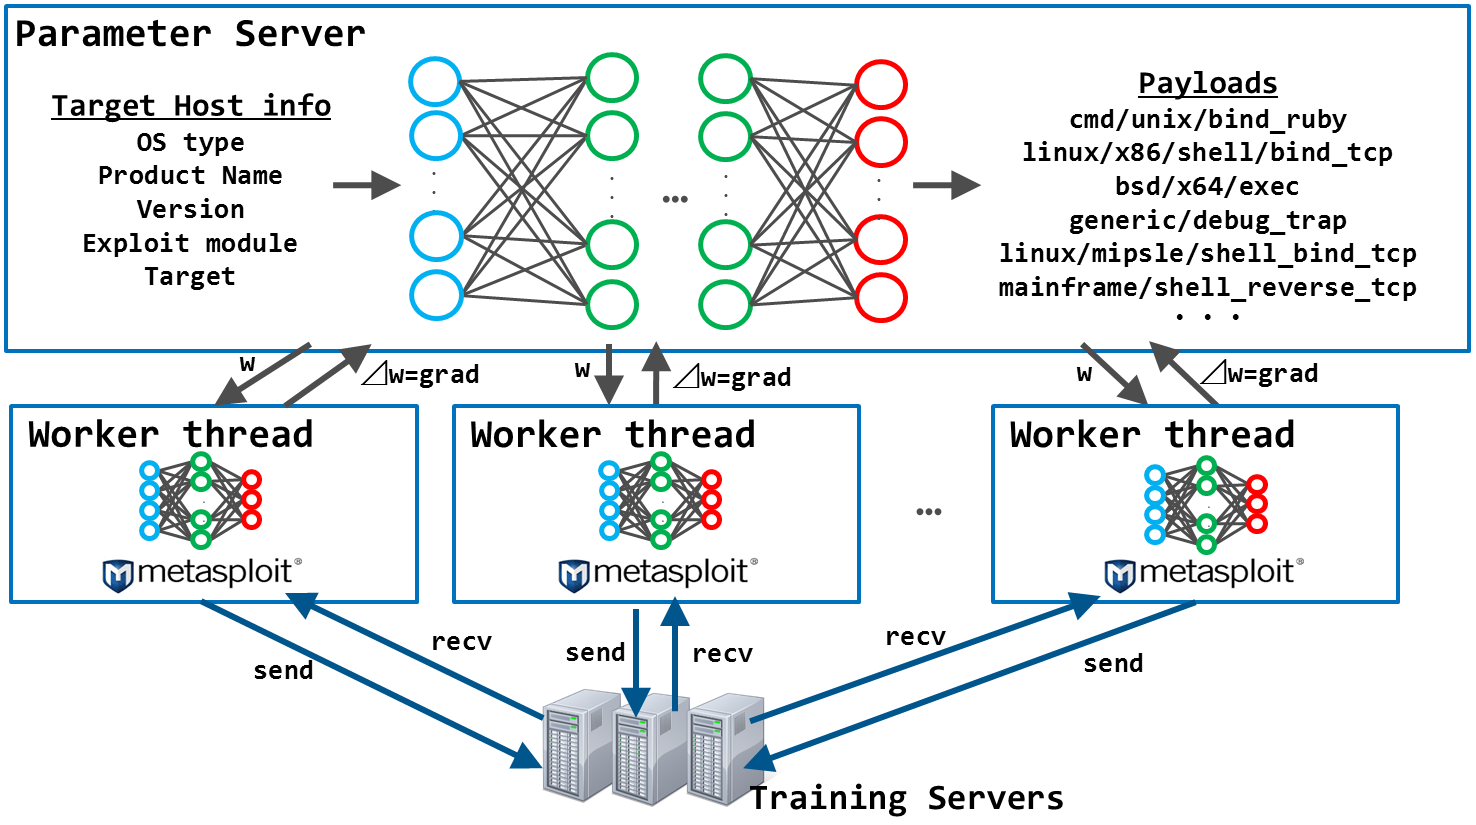 Parameter Server
Target Host info
OS type
Product Name
Version
Exploit module
Target
...
Payloads
cmd/unix/bind_ruby
linux/x86/shell/bind_tcp
bsd/x64/exec
generic/debug_trap
linux/mipsle/shell_bind_tcp
mainframe/shell_reverse_tcp
・・・
w
⊿w=grad
w
⊿w=grad
w
⊿w=grad
Worker thread
metasploit®
Worker thread
metasploit®
...
Worker thread
metasploit®
send
recv
send
recv
recv
send
Training Servers